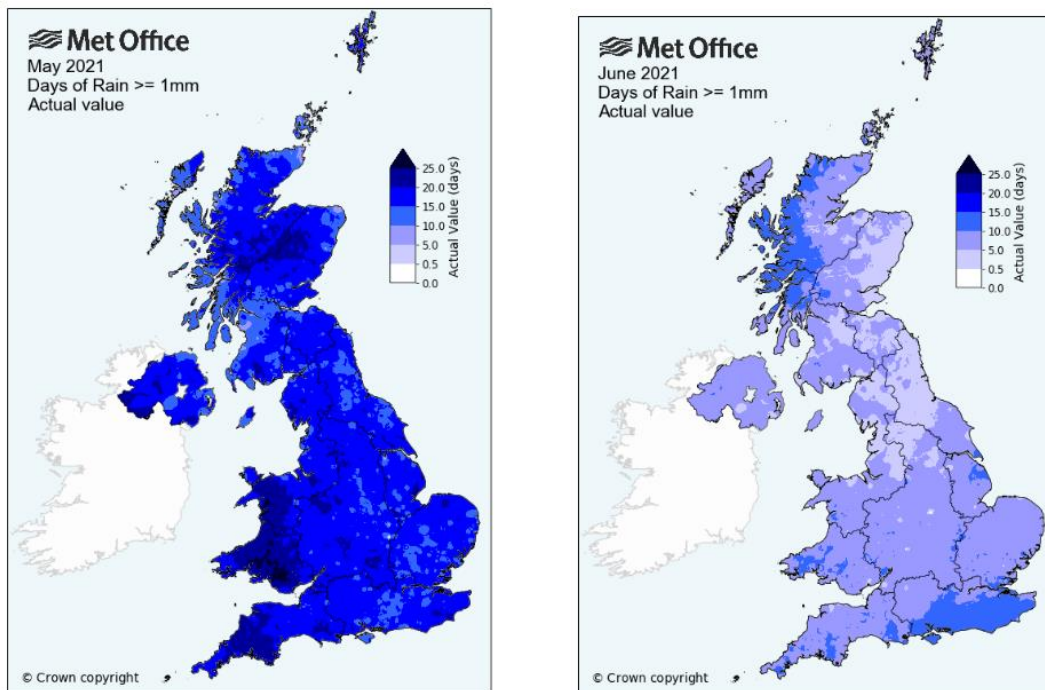 Met Office
May 2021
Days of Rain >= 1mm
Actual value
25.0
20.0
15.0
10.0
5.0
0.5
0.0
Actual Value (days)
© Crown copyright
Met Office
June 2021
Days of Rain >= 1mm
Actual value
25.0
20.0
15.0
10.0
5.0
0.5
0.0
Actual Value (days)
© Crown copyright